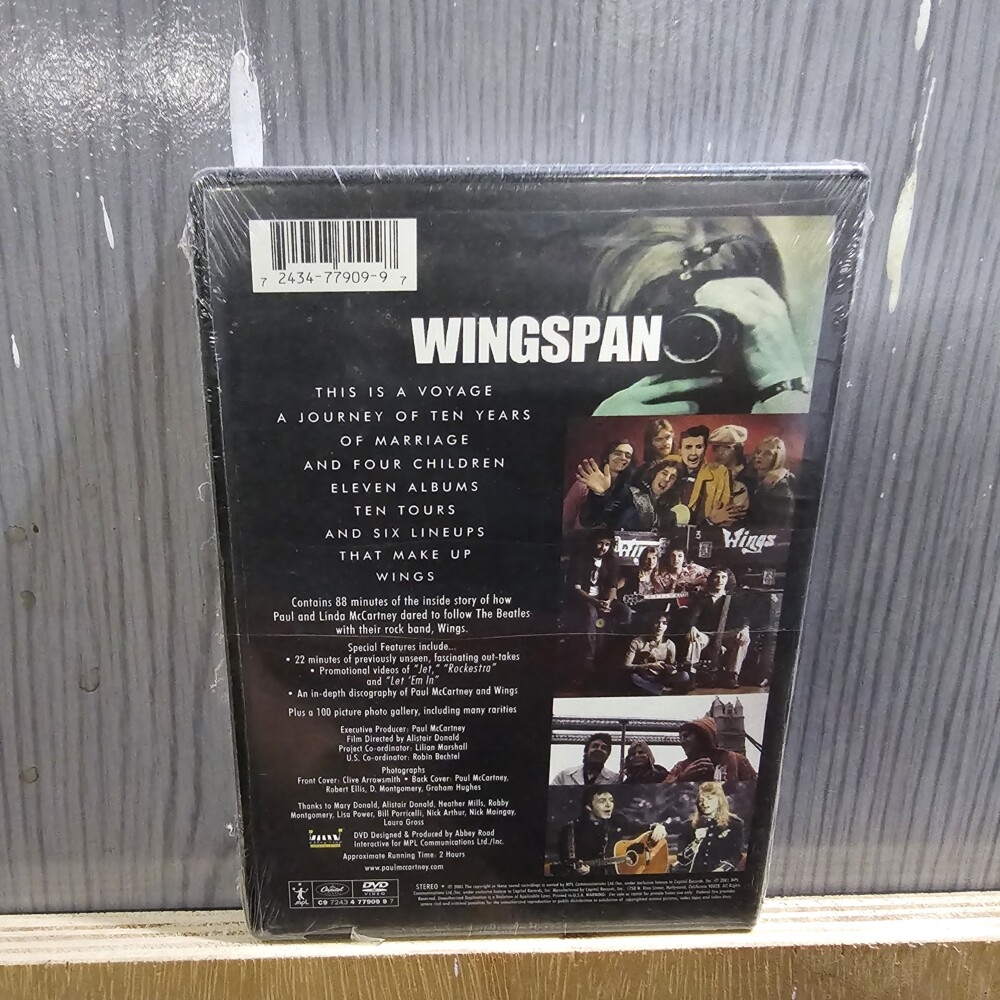 7 2434-77909-9 7
WINGSPAN
THIS IS A VOYAGE
A JOURNEY OF TEN YEARS
OF MARRIAGE
AND FOUR CHILDREN
ELEVEN ALBUMS
TEN TOURS
AND SIX LINEUPS
THAT MAKE UP
WINGS
Wings
Contains 88 minutes of the inside story of how
Paul and Linda McCartney dared to follow The Beatles
with their rock band, Wings.
Special Features include...
• 22 minutes of previously unseen, fascinating out-takes
• Promotional videos of "Jet," "Rockestra"
and "Let 'Em In"
• An in-depth discography of Paul McCartney and Wings
Plus a 100 picture photo gallery, including many rarities
Executive Producer: Paul McCartney
Film Directed by Alistair Donald
Project Co-ordinator: Lilian Marshall
U.S. Co-ordinator: Robin Bechtel
Photographs
Front Cover: Clive Arrowsmith • Back Cover: Paul McCartney,
Robert Ellis, D. Montgomery, Graham Hughes
Thanks to Mary Donald, Alistair Donald, Heather Mills, Robby
Montgomery, Lisa Power, Bill Porricelli, Nick Arthur, Nick Maingay,
Laura Gross
DVD Designed & Produced by Abbey Road
Interactive for MPL Communications Ltd./Inc.
Approximate Running Time: 2 Hours
www.paulmccartney.com
mpl Capitol DVD VIDEO
C9 7243 4 77909 9 7
STEREO